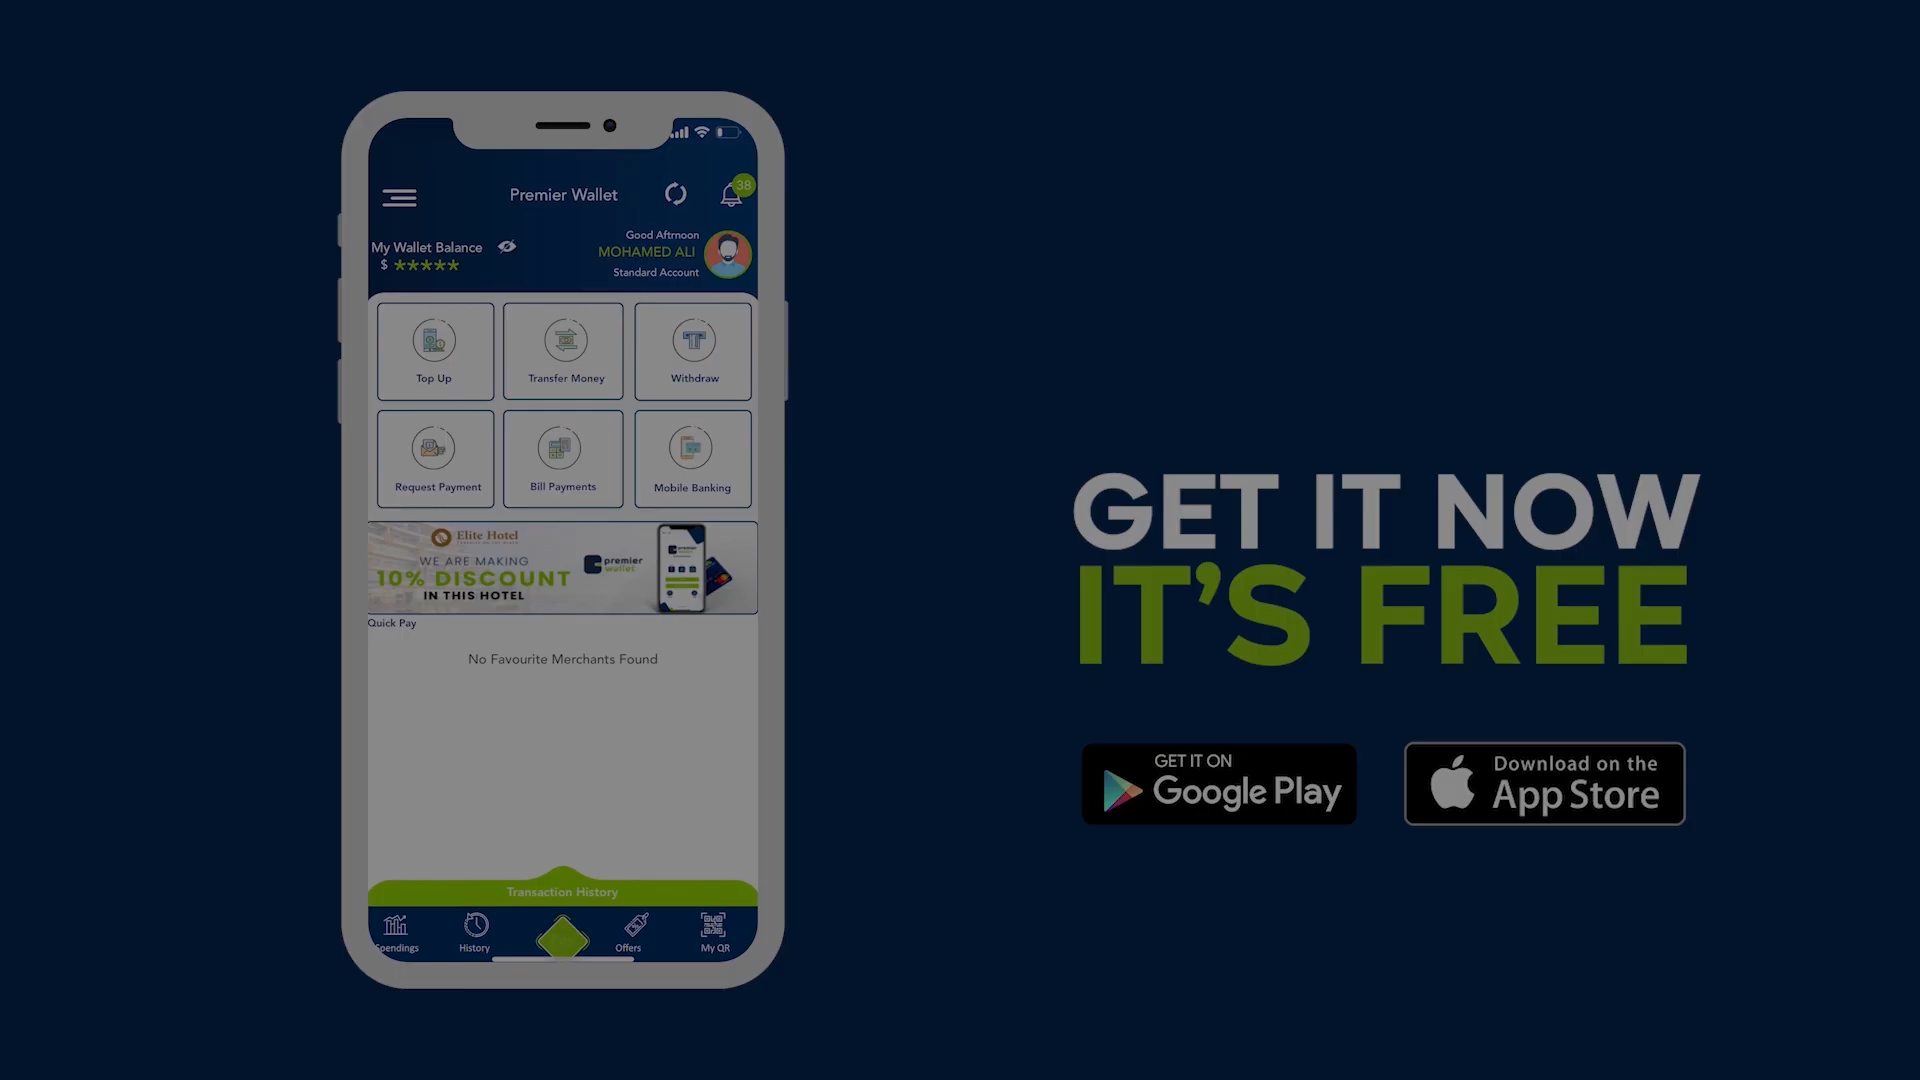 Premier Wallet
38
My Wallet Balance
$ *****
Good Aftrnoon
MOHAMED ALI
Standard Account
Top Up
Transfer Money
Withdraw
Request Payment
Bill Payments
Mobile Banking
Elite Hotel
WE ARE MAKING
10% DISCOUNT
IN THIS HOTEL
premier
wallet
Quick Pay
No Favourite Merchants Found
Transaction History
Spendings
History
Offers
My QR
GET IT NOW
IT'S FREE
GET IT ON
Google Play
Download on the
App Store